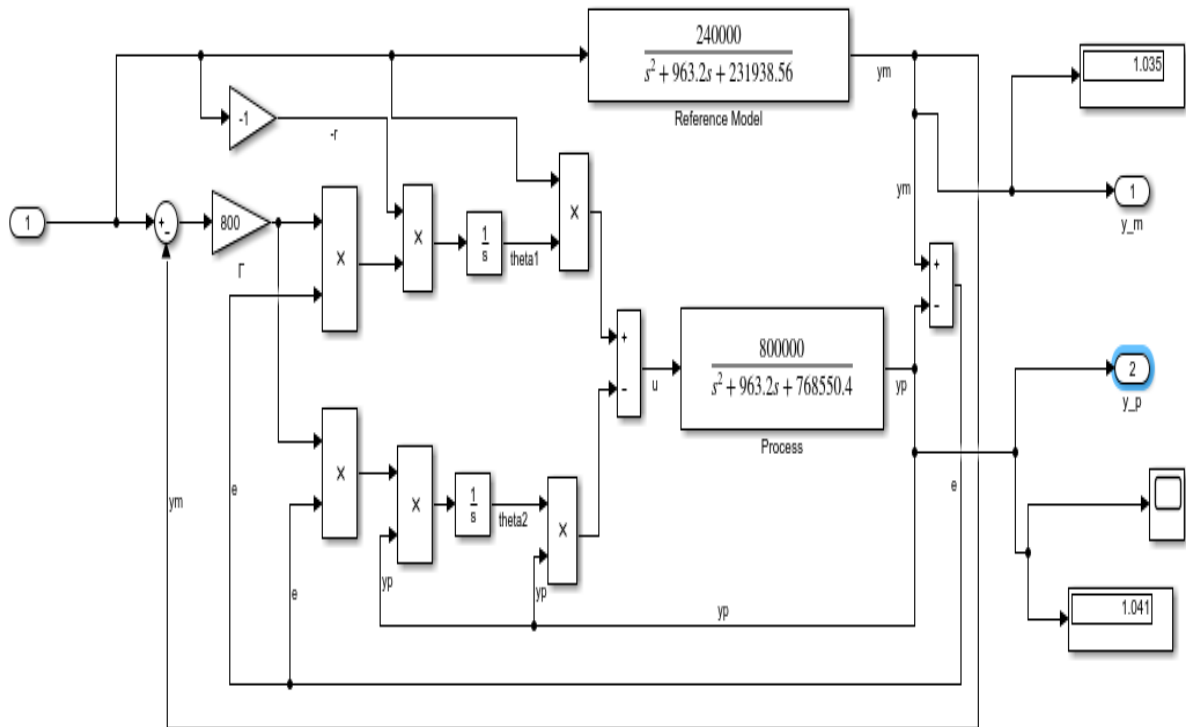 240000
s² + 963.2s + 231938.56
Reference Model
ym
1.035
-1
-r
ym
1
y_m
1
+
-
800
Γ
×
×
1
s
theta1
×
+
-
+
-
u
800000
s² + 963.2s + 768550.4
Process
yp
2
y_p
×
×
1
s
theta2
×
ym
e
e
yp
yp
yp
e
1.041